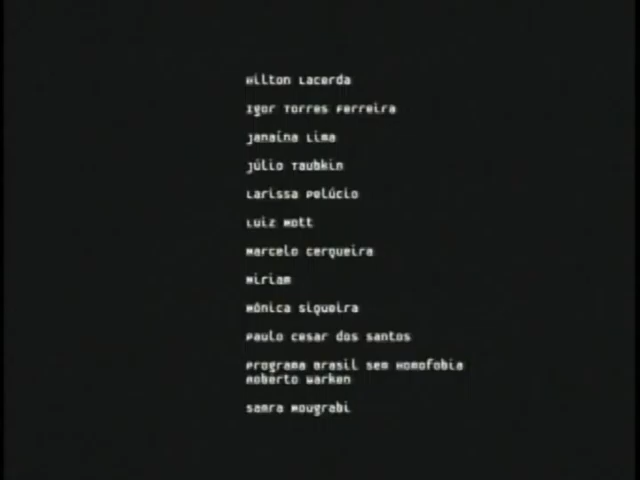 Hilton Lacerda
Igor Torres Ferreira
Janaína Lima
Júlio Taubkin
Larissa Pelúcio
Luiz Mott
Marcelo Cerqueira
Miriam
Mônica Siqueira
Paulo Cesar dos Santos
Programa Brasil sem Homofobia
Roberto Warken
Samra Mougrabi